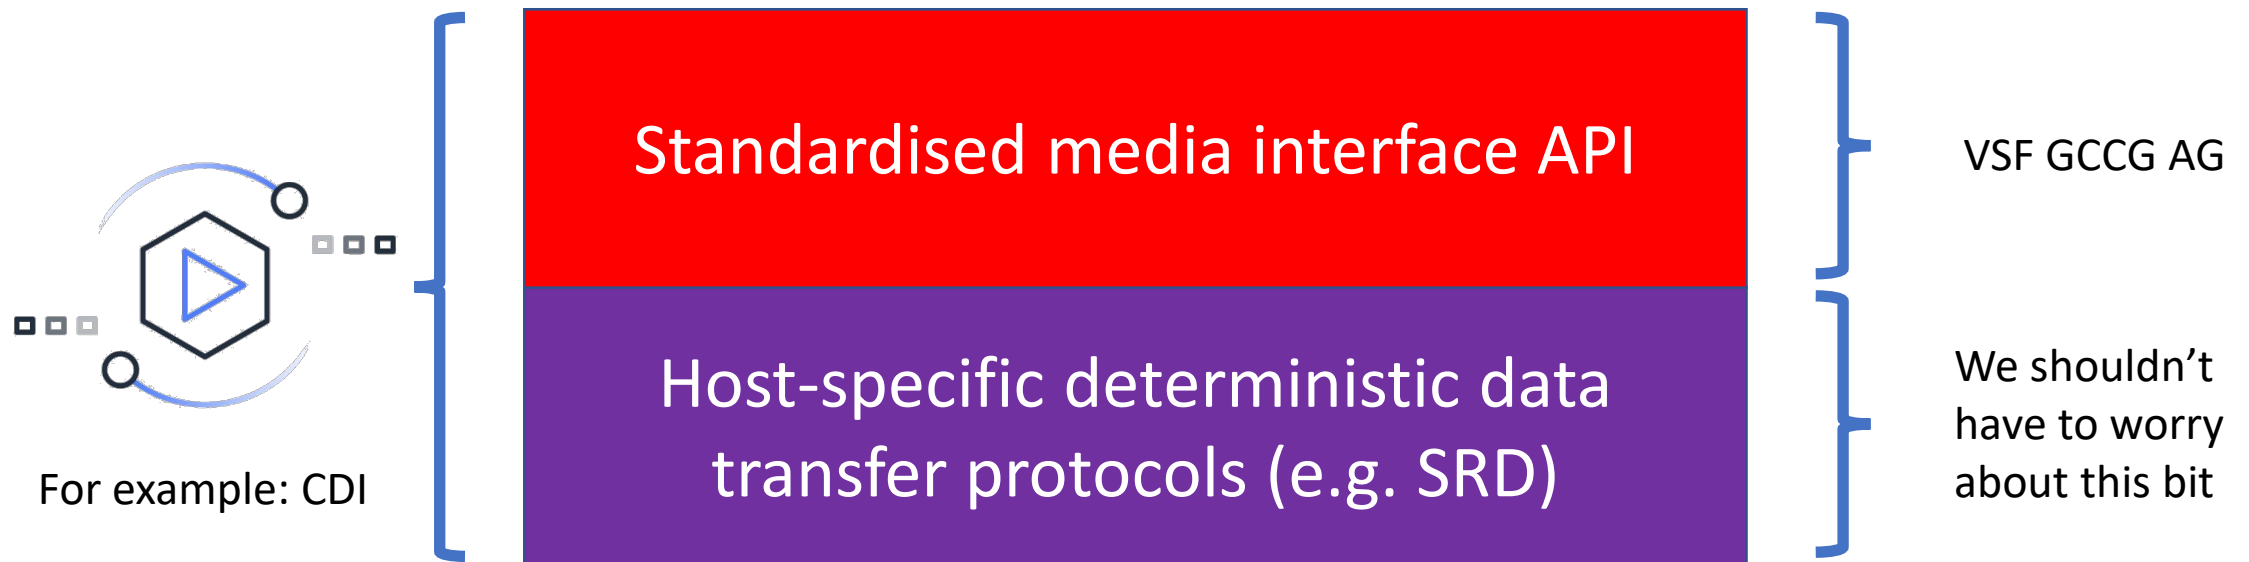 For example: CDI
Standardised media interface API
Host-specific deterministic data
transfer protocols (e.g. SRD)
VSF GCCG AG
We shouldn’t
have to worry
about this bit